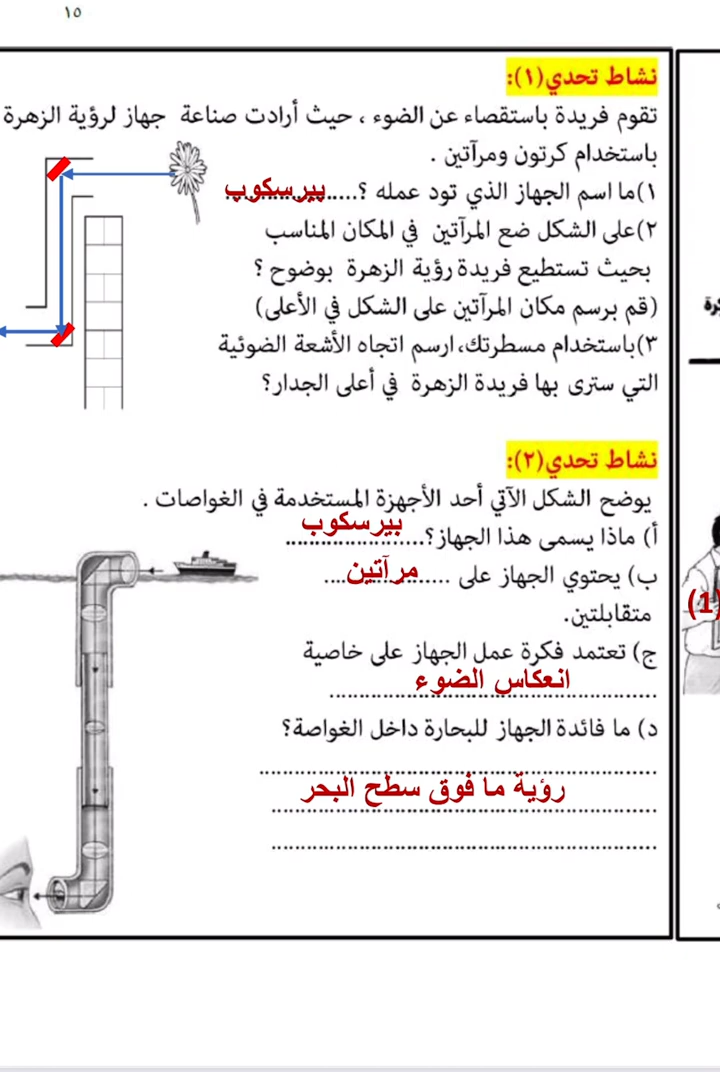 ١٥
نشاط تحدي(١):
تقوم فريدة باستقصاء عن الضوء ، حيث أرادت صناعة جهاز لرؤية الزهرة
باستخدام كرتون ومرآتين .
١)ما اسم الجهاز الذي تود عمله ؟..... بيرسكوب
٢)على الشكل ضع المرآتين في المكان المناسب
بحيث تستطيع فريدة رؤية الزهرة بوضوح ؟
(قم برسم مكان المرآتين على الشكل في الأعلى)
٣)باستخدام مسطرتك،ارسم اتجاه الأشعة الضوئية
التي سترى بها فريدة الزهرة في أعلى الجدار؟
نشاط تحدي(٢):
يوضح الشكل الآتي أحد الأجهزة المستخدمة في الغواصات .
أ) ماذا يسمى هذا الجهاز؟..................... بيرسكوب
ب) يحتوي الجهاز على ..... مرآتين ....
متقابلتين.
ج) تعتمد فكرة عمل الجهاز على خاصية
انعكاس الضوء
د) ما فائدة الجهاز للبحارة داخل الغواصة؟
رؤية ما فوق سطح البحر
(1)